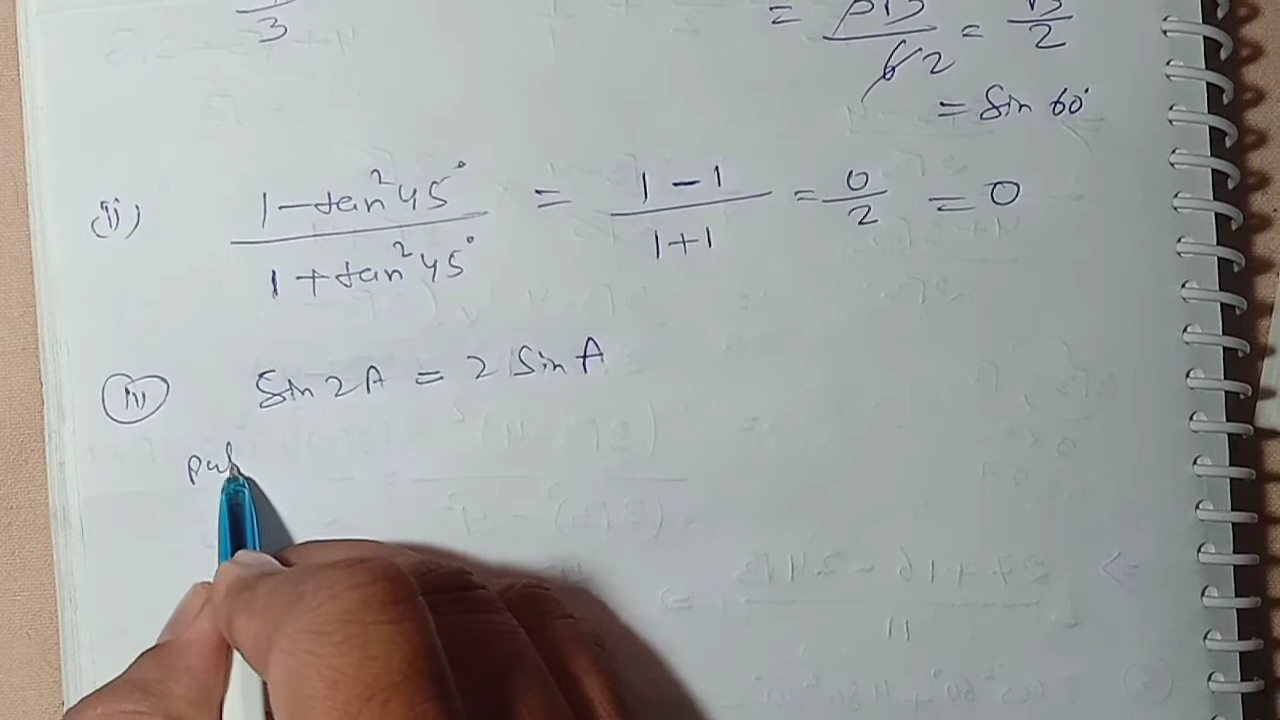 3 = / 62 = √3 / 2
= Sin 60°
(ii) 1 - tan²45° / 1 + tan²45° = 1 - 1 / 1 + 1 = 0 / 2 = 0
(iii) Sin 2A = 2 Sin A
put